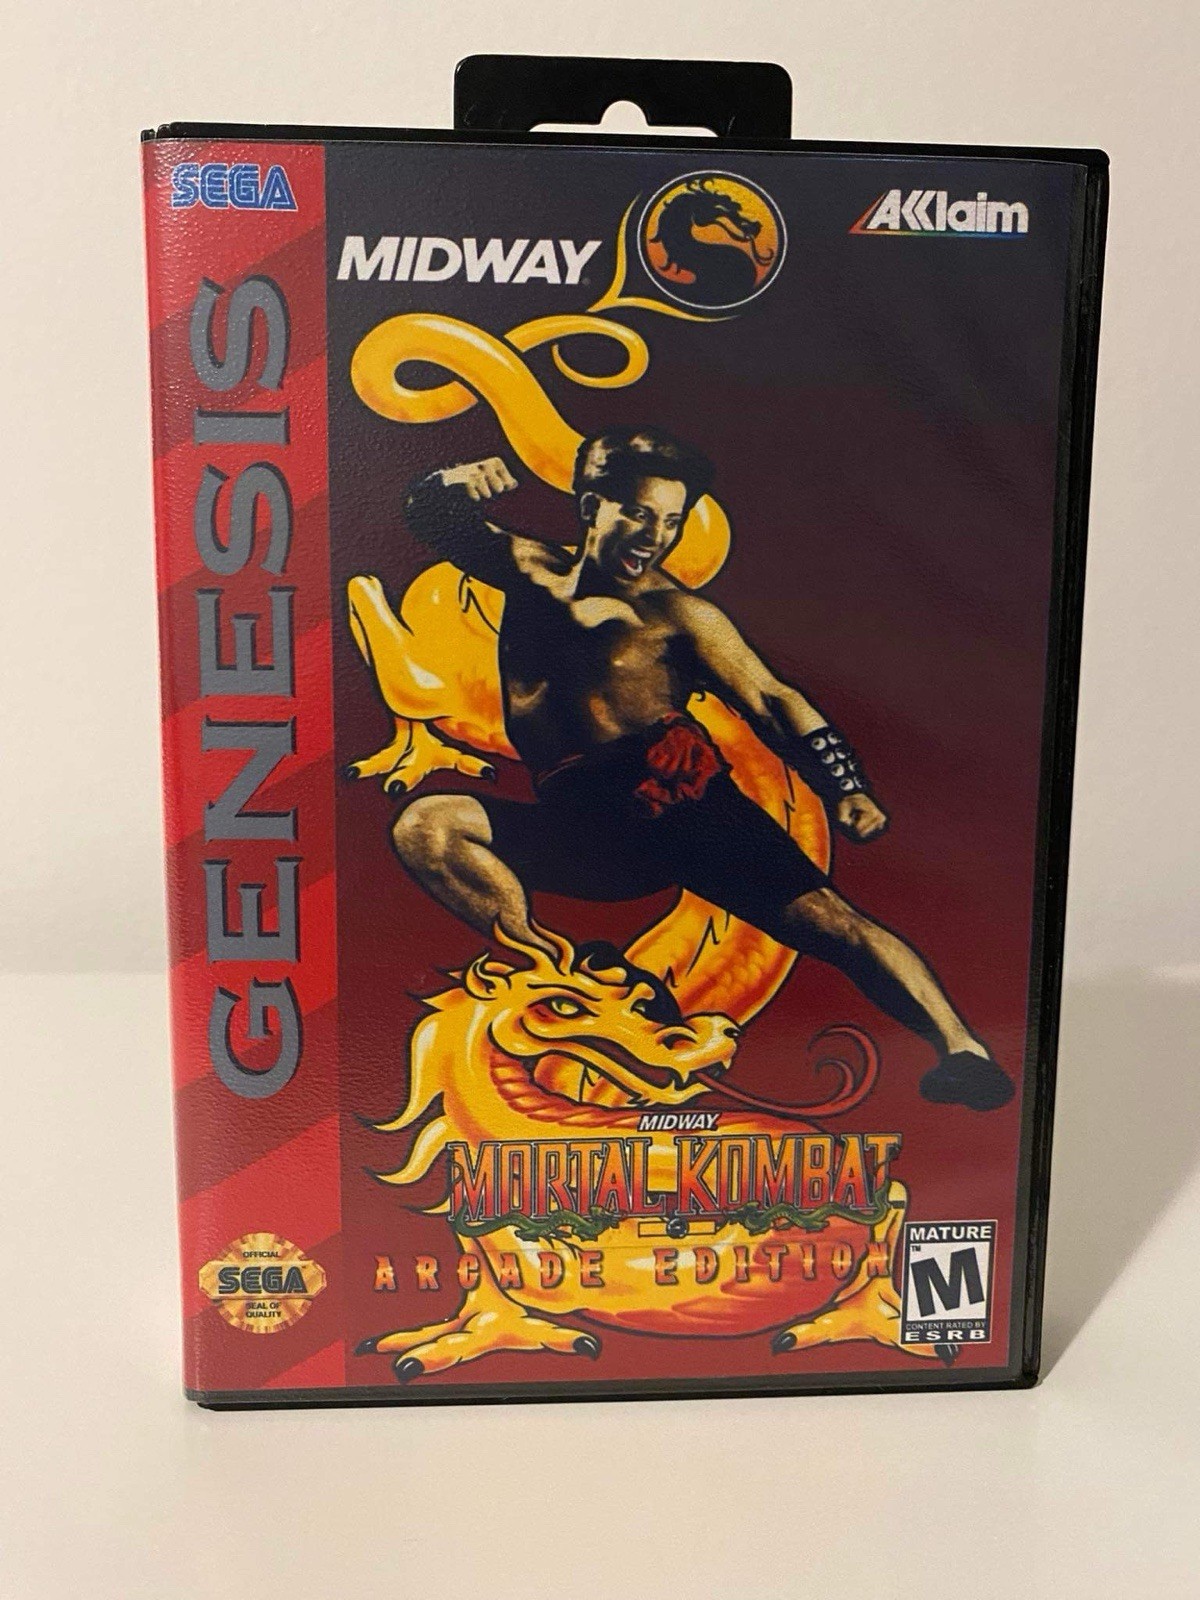 SEGA
GENESIS
MIDWAY
AKKlaim
MIDWAY
MORTAL KOMBAT
ARCADE EDITION
OFFICIAL
SEGA
SEAL OF
QUALITY
MATURE
TM
M
CONTENT RATED BY
ESRB